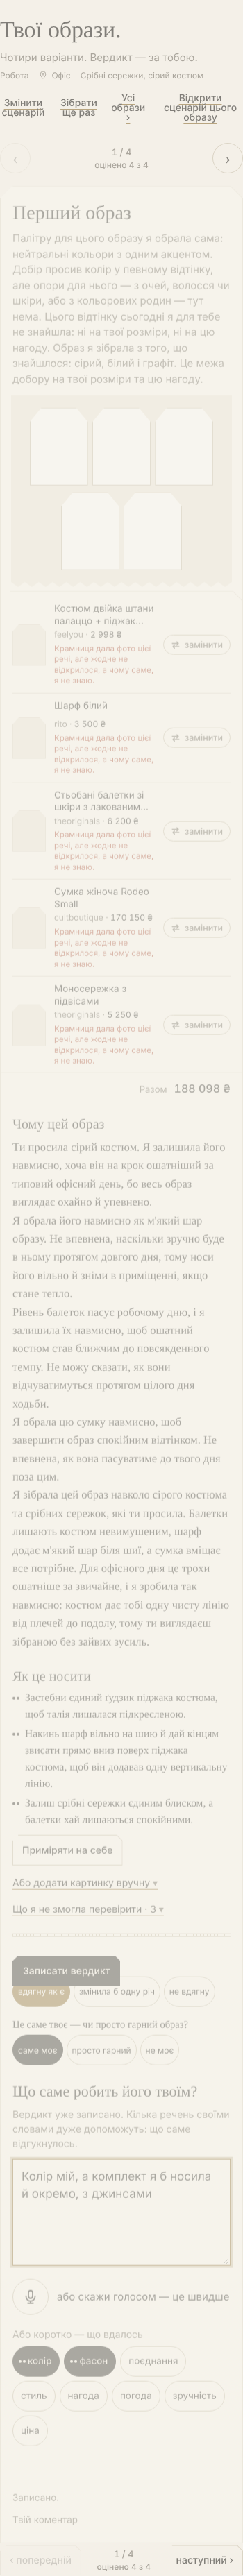 Твої образи.
Чотири варіанти. Вердикт — за тобою.
Робота Офіс Срібні сережки, сірий костюм
Змінити
сценарій
Зібрати
ще раз
Усі
образи
›
Відкрити
сценарій цього
образу
‹
1 / 4
оцінено 4 з 4
›
Перший образ
Палітру для цього образу я обрала сама:
нейтральні кольори з одним акцентом.
Добір просив колір у певному відтінку,
але опори для нього — з очей, волосся чи
шкіри, або з кольорових родин — тут
нема. Цього відтінку сьогодні я для тебе
не знайшла: ні на твої розміри, ні на цю
нагоду. Образ я зібрала з того, що
знайшлося: сірий, білий і графіт. Це межа
добору на твої розміри та цю нагоду.
Костюм двійка штани
палаццо + піджак...
feelyou · 2 998 ₴
Крамниця дала фото цієї
речі, але жодне не
відкрилося, а чому саме,
я не знаю.
⇄ замінити
Шарф білий
rito · 3 500 ₴
Крамниця дала фото цієї
речі, але жодне не
відкрилося, а чому саме,
я не знаю.
⇄ замінити
Стьобані балетки зі
шкіри з лакованим...
theoriginals · 6 200 ₴
Крамниця дала фото цієї
речі, але жодне не
відкрилося, а чому саме,
я не знаю.
⇄ замінити
Сумка жіноча Rodeo
Small
cultboutique · 170 150 ₴
Крамниця дала фото цієї
речі, але жодне не
відкрилося, а чому саме,
я не знаю.
⇄ замінити
Моносережка з
підвісами
theoriginals · 5 250 ₴
Крамниця дала фото цієї
речі, але жодне не
відкрилося, а чому саме,
я не знаю.
⇄ замінити
Разом 188 098 ₴
Чому цей образ
Ти просила сірий костюм. Я залишила його
навмисно, хоча він на крок ошатніший за
типовий офісний день, бо весь образ
виглядає охайно й упевнено.
Я обрала його навмисно як м'який шар
образу. Не впевнена, наскільки зручно буде
в ньому протягом довгого дня, тому носи
його вільно й зніми в приміщенні, якщо
стане тепло.
Рівень балеток пасує робочому дню, і я
залишила їх навмисно, щоб ошатний
костюм став ближчим до повсякденного
темпу. Не можу сказати, як вони
відчуватимуться протягом цілого дня
ходьби.
Я обрала цю сумку навмисно, щоб
завершити образ спокійним відтінком. Не
впевнена, як вона пасуватиме до твого дня
поза цим.
Я зібрала цей образ навколо сірого костюма
та срібних сережок, які ти просила. Балетки
лишають костюм невимушеним, шарф
додає м'який шар біля шиї, а сумка вміщає
все потрібне. Для офісного дня це трохи
ошатніше за звичайне, і я зробила так
навмисно: костюм дає тобі одну чисту лінію
від плечей до подолу, тому ти виглядаєш
зібраною без зайвих зусиль.
Як це носити
Застебни єдиний ґудзик піджака костюма,
щоб талія лишалася підкресленою.
Накинь шарф вільно на шию й дай кінцям
звисати прямо вниз поверх піджака
костюма, щоб він додавав одну вертикальну
лінію.
Залиш срібні сережки єдиним блиском, а
балетки хай лишаються спокійними.
Приміряти на себе
Або додати картинку вручну ▾
Що я не змогла перевірити · 3 ▾
Записати вердикт
вдягну як є
змінила б одну річ
не вдягну
Це саме твоє — чи просто гарний образ?
саме моє
просто гарний
не моє
Що саме робить його твоїм?
Вердикт уже записано. Кілька речень своїми
словами дуже допоможуть: що саме
відгукнулось.
Колір мій, а комплект я б носила
й окремо, з джинсами
або скажи голосом — це швидше
Або коротко — що вдалось
колір
фасон
поєднання
стиль
нагода
погода
зручність
ціна
Записано.
Твій коментар
‹ попередній
1 / 4
оцінено 4 з 4
наступний ›